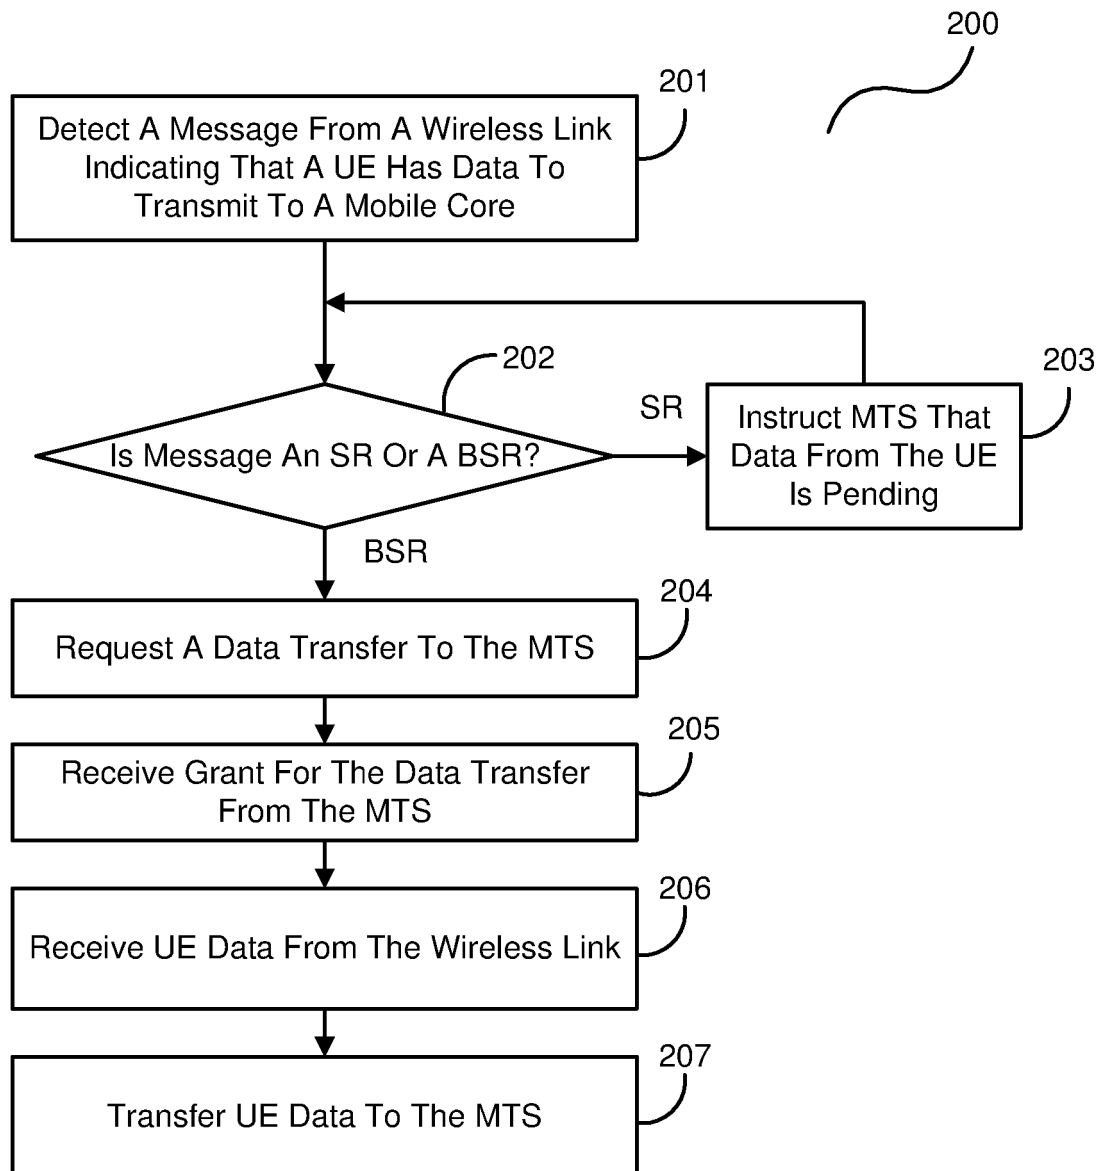 200
201
Detect A Message From A Wireless Link
Indicating That A UE Has Data To
Transmit To A Mobile Core
202
203
Is Message An SR Or A BSR?
SR
Instruct MTS That
Data From The UE
Is Pending
BSR
204
Request A Data Transfer To The MTS
205
Receive Grant For The Data Transfer
From The MTS
206
Receive UE Data From The Wireless Link
207
Transfer UE Data To The MTS